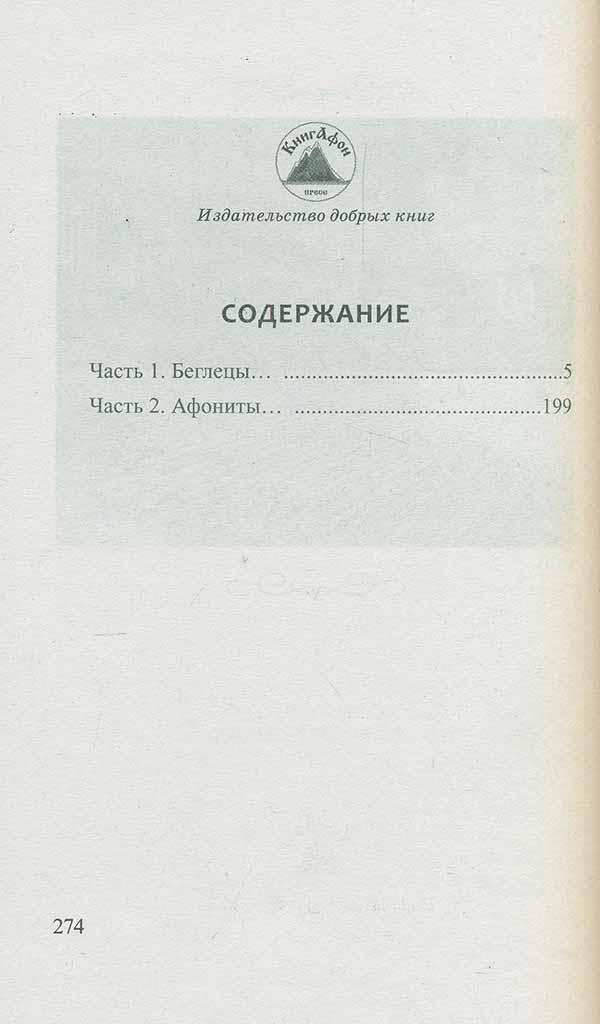 КнигАфон
пресс
Издательство добрых книг
СОДЕРЖАНИЕ
Часть 1. Беглецы… ..................................................5
Часть 2. Афониты… .............................................199
274